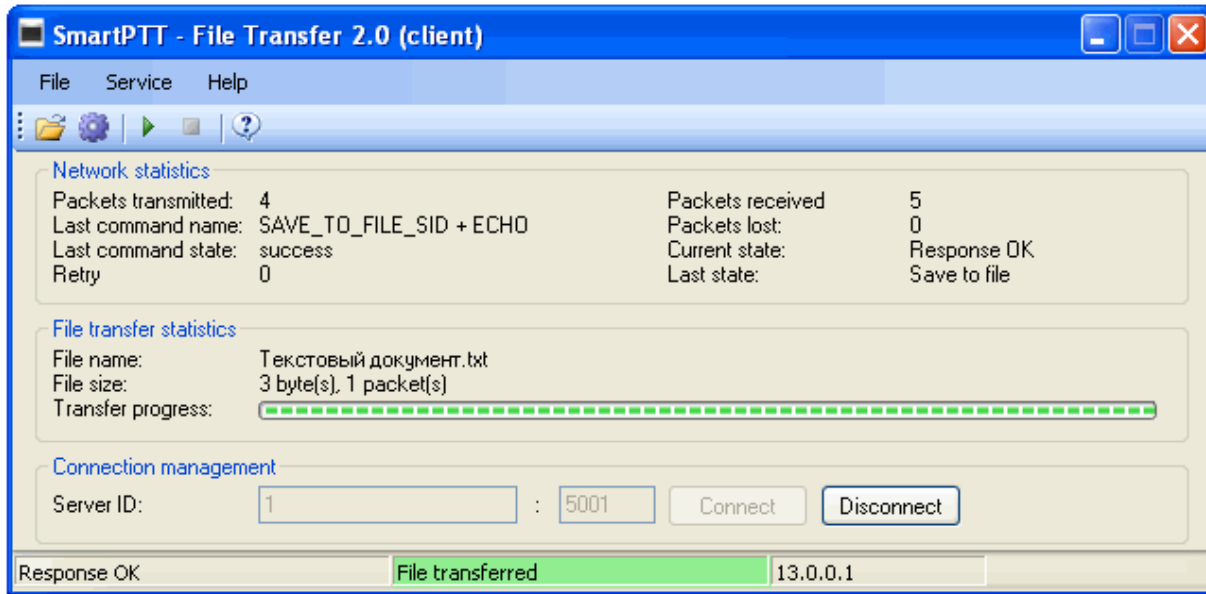 SmartPTT - File Transfer 2.0 (client)
File Service Help
Network statistics
Packets transmitted: 4 Packets received 5
Last command name: SAVE_TO_FILE_SID + ECHO Packets lost: 0
Last command state: success Current state: Response OK
Retry 0 Last state: Save to file
File transfer statistics
File name: Текстовый документ.txt
File size: 3 byte(s), 1 packet(s)
Transfer progress:
Connection management
Server ID: 1 : 5001 Connect Disconnect
Response OK File transferred 13.0.0.1